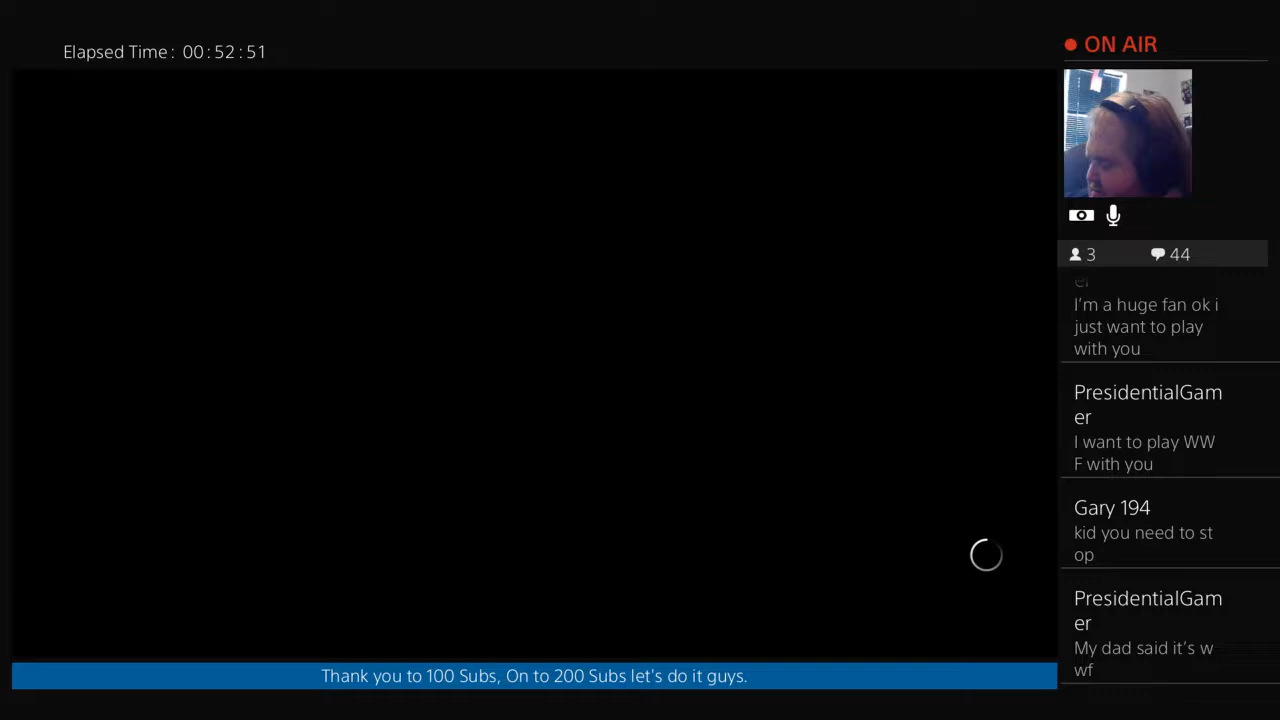 Elapsed Time: 00:52:51
ON AIR
3 44
er
I'm a huge fan ok i
just want to play
with you
PresidentialGam
er
I want to play WW
F with you
Gary 194
kid you need to st
op
PresidentialGam
er
My dad said it's w
wf
Thank you to 100 Subs, On to 200 Subs let's do it guys.